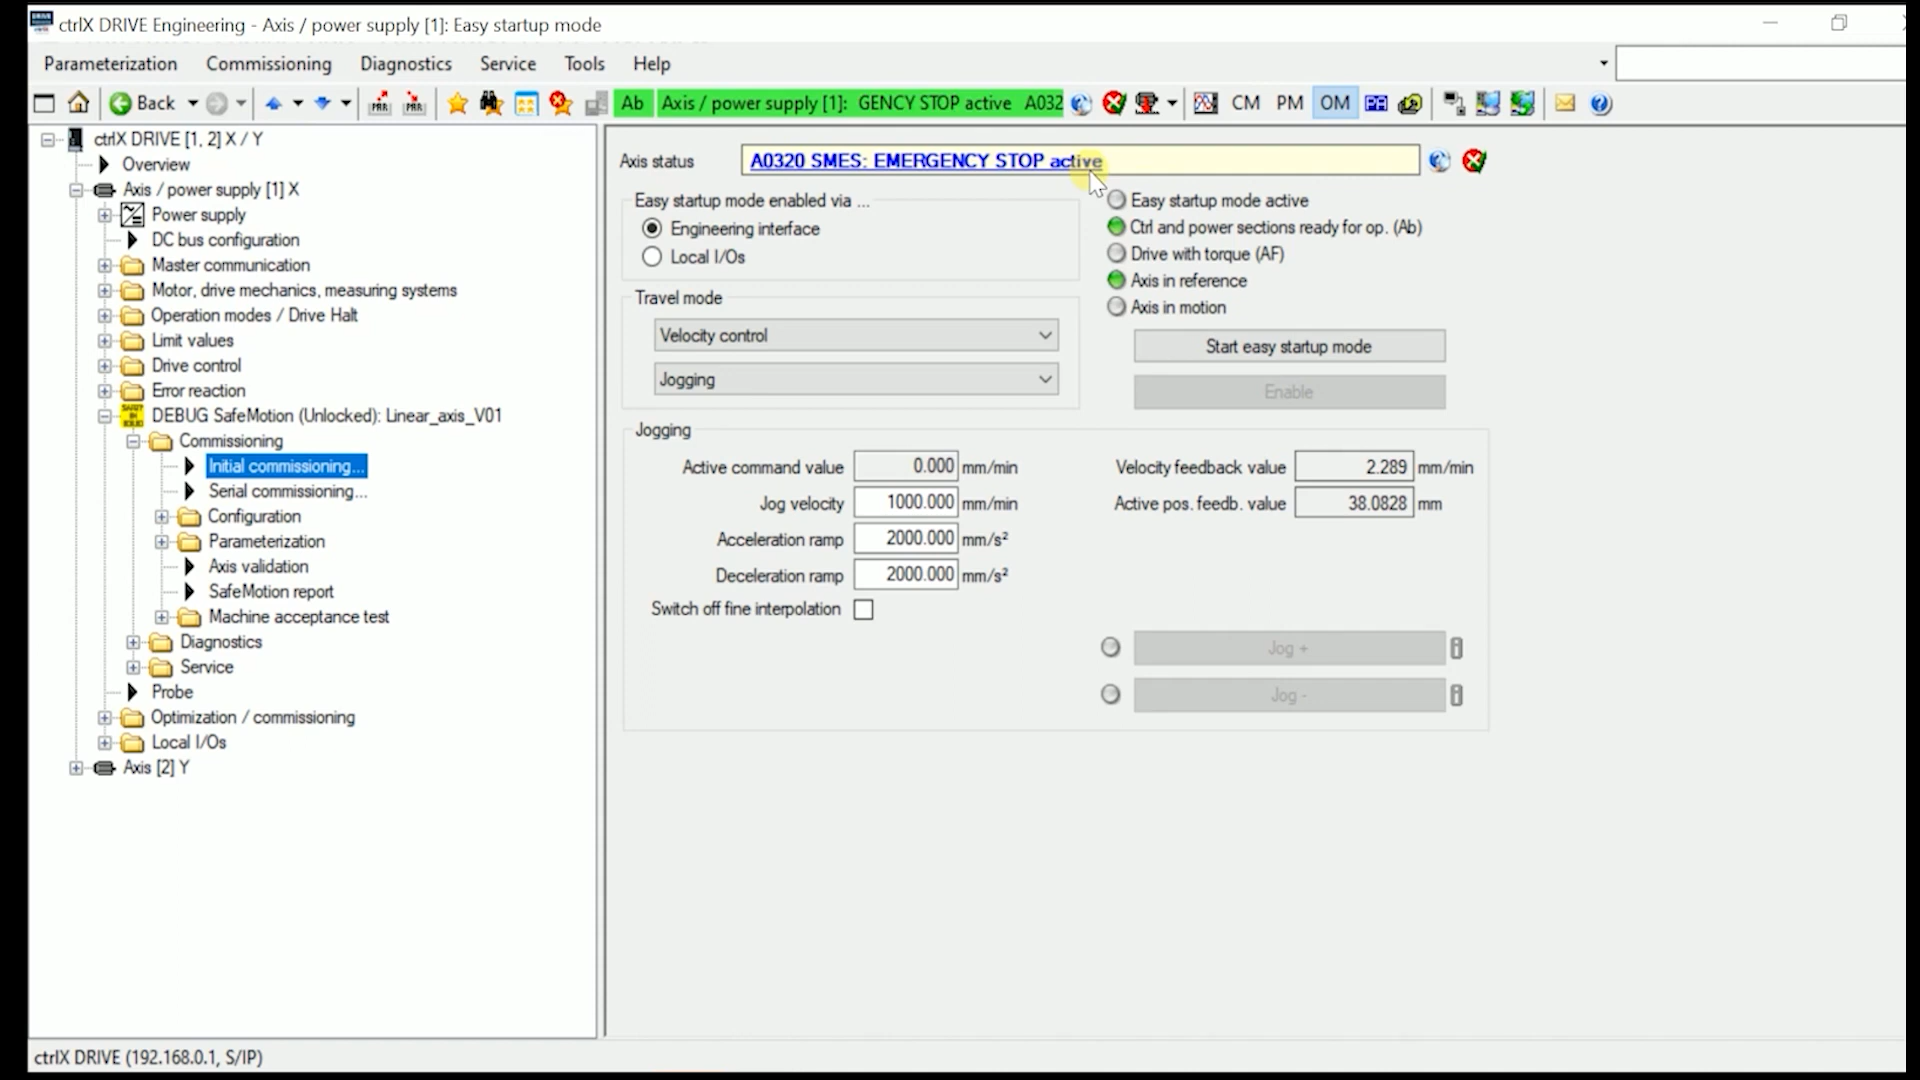 ctrlX DRIVE Engineering - Axis / power supply [1]: Easy startup mode
Parameterization Commissioning Diagnostics Service Tools Help
Back Ab Axis / power supply [1]: GENCY STOP active A032 CM PM OM
ctrlX DRIVE [1, 2] X / Y
Overview
Axis / power supply [1] X
Power supply
DC bus configuration
Master communication
Motor, drive mechanics, measuring systems
Operation modes / Drive Halt
Limit values
Drive control
Error reaction
DEBUG SafeMotion (Unlocked): Linear_axis_V01
Commissioning
Initial commissioning...
Serial commissioning...
Configuration
Parameterization
Axis validation
SafeMotion report
Machine acceptance test
Diagnostics
Service
Probe
Optimization / commissioning
Local I/Os
Axis [2] Y
Axis status A0320 SMES: EMERGENCY STOP active
Easy startup mode enabled via ...
Engineering interface
Local I/Os
Easy startup mode active
Ctrl and power sections ready for op. (Ab)
Drive with torque (AF)
Axis in reference
Axis in motion
Travel mode
Velocity control
Jogging
Start easy startup mode
Enable
Jogging
Active command value 0.000 mm/min
Jog velocity 1000.000 mm/min
Acceleration ramp 2000.000 mm/s²
Deceleration ramp 2000.000 mm/s²
Switch off fine interpolation
Velocity feedback value 2.289 mm/min
Active pos. feedb. value 38.0828 mm
Jog +
Jog -
ctrlX DRIVE (192.168.0.1, S/IP)